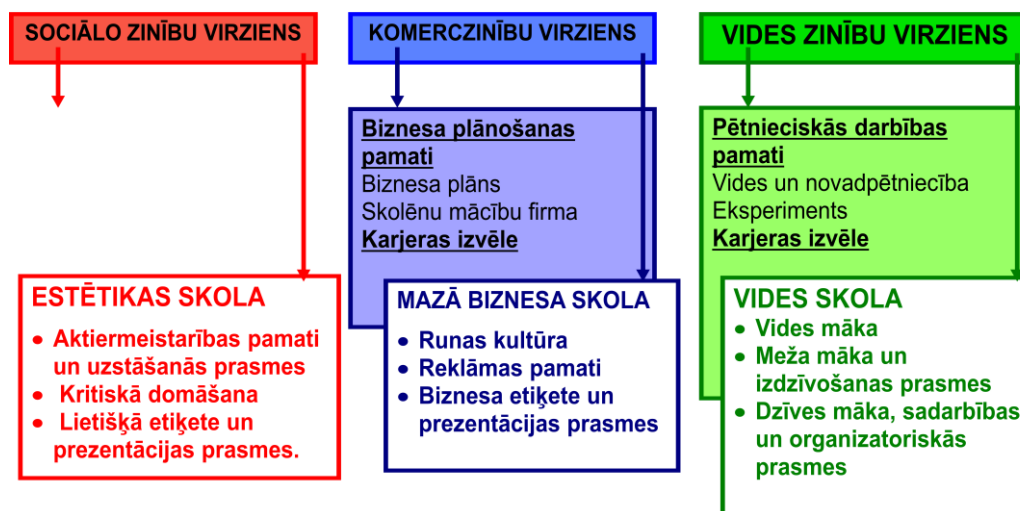 SOCIĀLO ZINĪBU VIRZIENS
ESTĒTIKAS SKOLA
• Aktiermeistarības pamati
un uzstāšanās prasmes
• Kritiskā domāšana
• Lietišķā etiķete un
prezentācijas prasmes.
KOMERCZINĪBU VIRZIENS
Biznesa plānošanas
pamati
Biznesa plāns
Skolēnu mācību firma
Karjeras izvēle
MAZĀ BIZNESA SKOLA
• Runas kultūra
• Reklāmas pamati
• Biznesa etiķete un
prezentācijas prasmes
VIDES ZINĪBU VIRZIENS
Pētnieciskās darbības
pamati
Vides un novadpētniecība
Eksperiments
Karjeras izvēle
VIDES SKOLA
• Vides māka
• Meža māka un
izdzīvošanas prasmes
• Dzīves māka, sadarbības
un organizatoriskās
prasmes